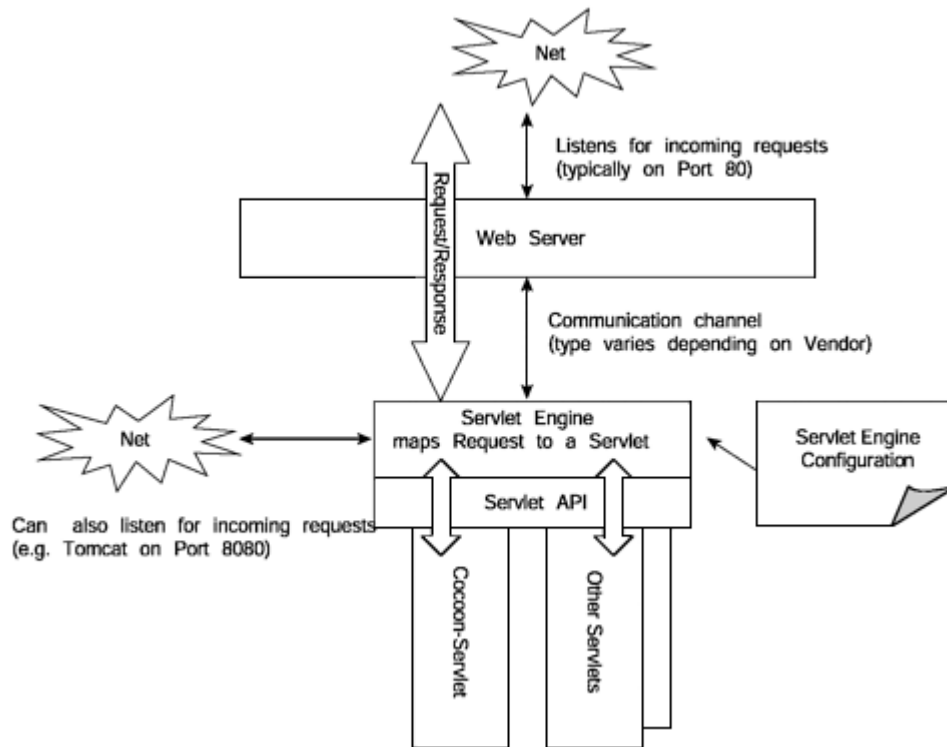 Net
Listens for incoming requests
(typically on Port 80)
Request/Response
Web Server
Communication channel
(type varies depending on Vendor)
Servlet Engine
maps Request to a Servlet
Net
Servlet Engine
Configuration
Servlet API
Can also listen for incoming requests
(e.g. Tomcat on Port 8080)
Cocoon-Servlet
Other Servlets